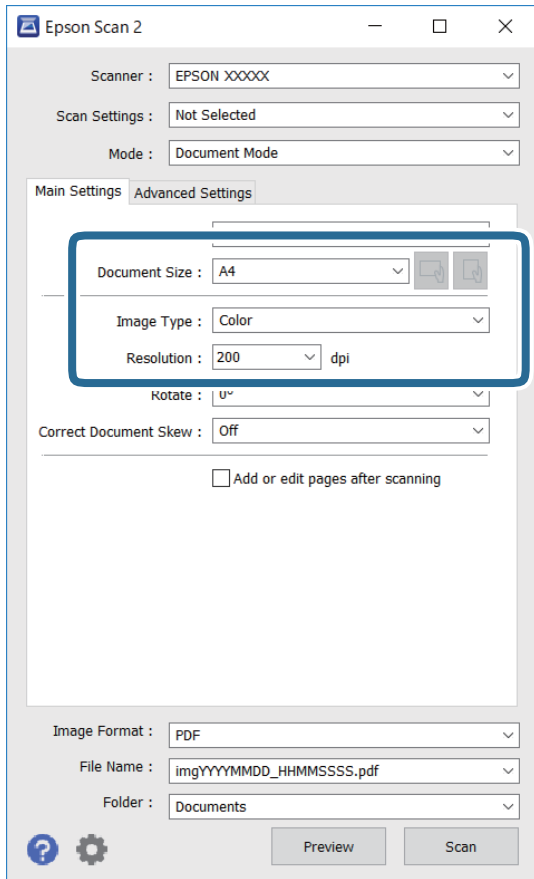 Epson Scan 2
Scanner : EPSON XXXXX
Scan Settings : Not Selected
Mode : Document Mode
Main Settings Advanced Settings
Document Size : A4
Image Type : Color
Resolution : 200 dpi
Rotate : 0º
Correct Document Skew : Off
Add or edit pages after scanning
Image Format : PDF
File Name : imgYYYYMMDD_HHMMSSSS.pdf
Folder : Documents
? Preview Scan